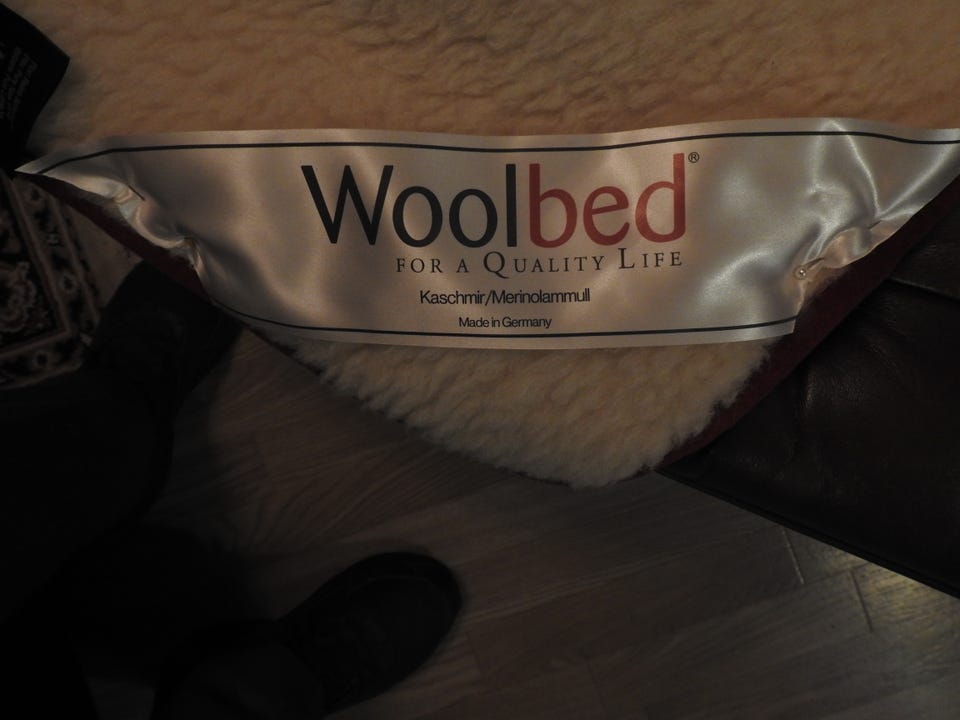 Woolbed®
FOR A QUALITY LIFE
Kaschmir/Merinolammull
Made in Germany